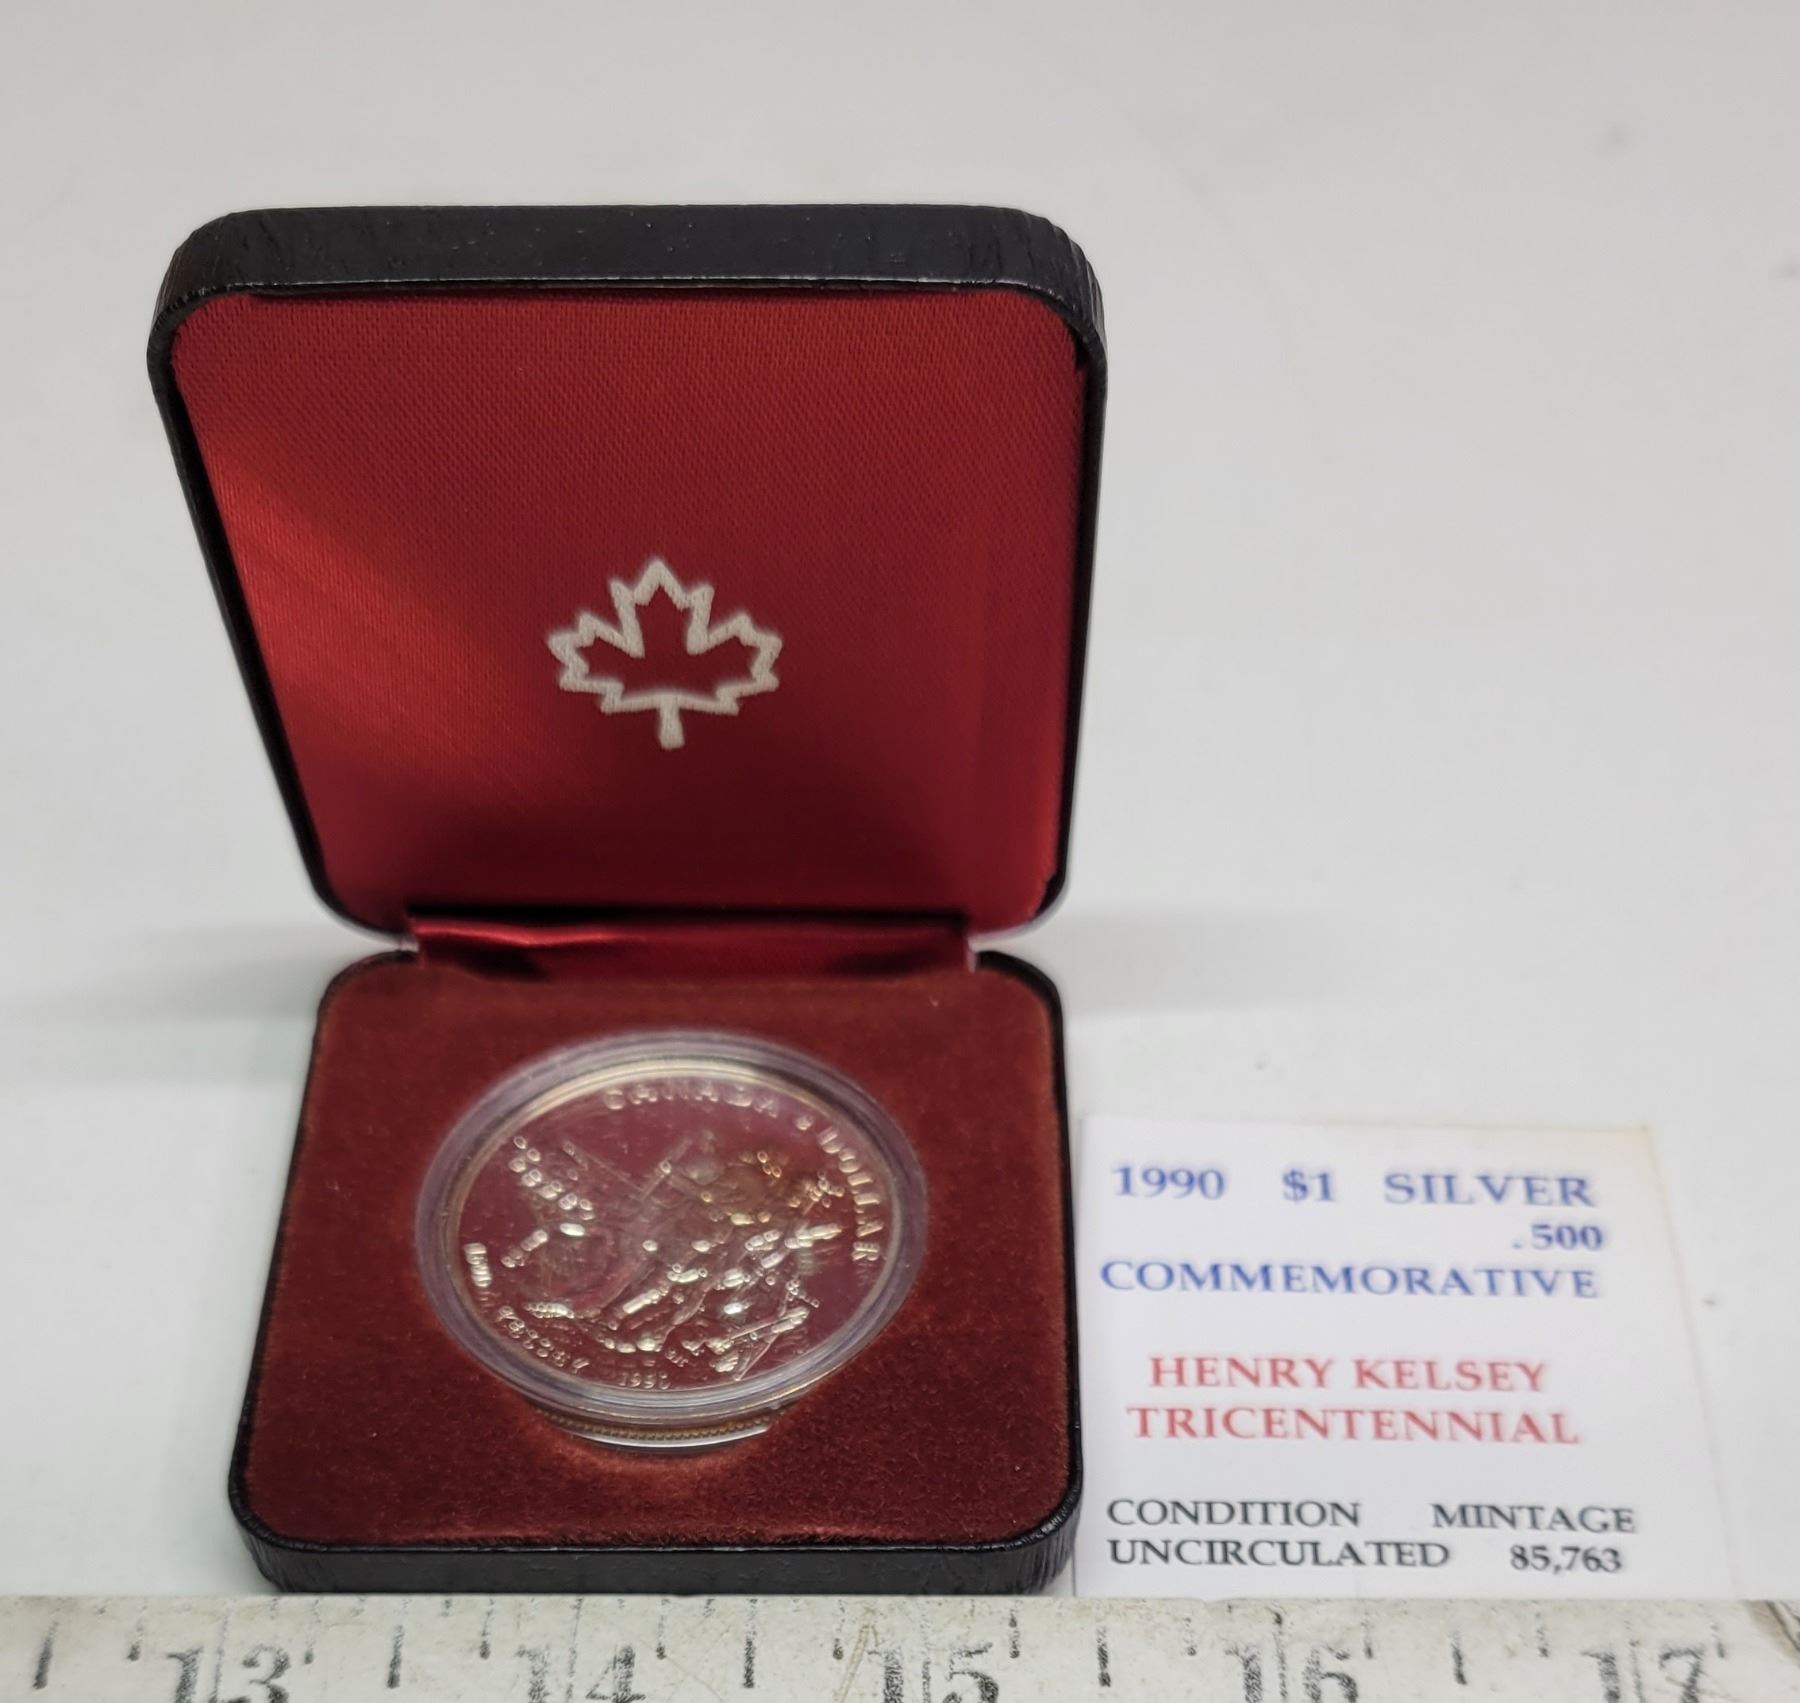 CANADA DOLLAR
1990
1990 $1 SILVER
.500
COMMEMORATIVE
HENRY KELSEY
TRICENTENNIAL
CONDITION MINTAGE
UNCIRCULATED 85,763
13 14 15 16 17